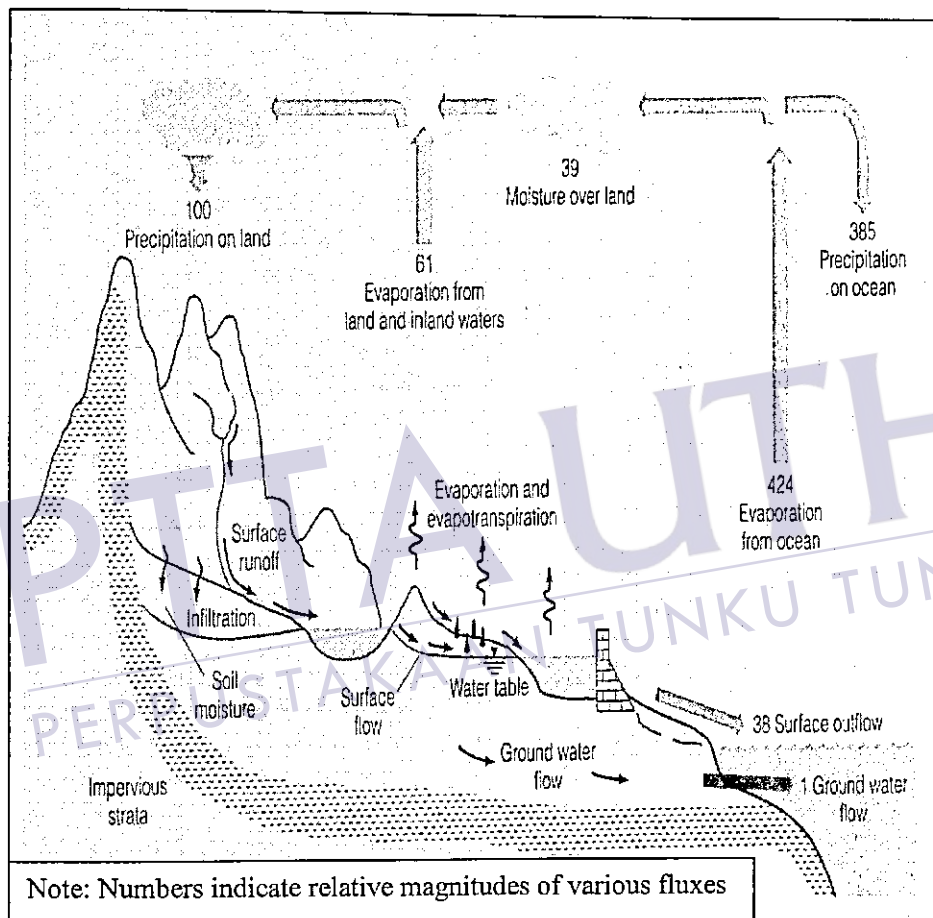 100
Precipitation on land
39
Moisture over land
61
Evaporation from
land and inland waters
385
Precipitation
on ocean
424
Evaporation
from ocean
Evaporation and
evapotranspiration
Surface
runoff
Infiltration
Soil
moisture
Surface
flow
Water table
38 Surface outflow
Ground water
flow
1 Ground water
flow
Impervious
strata
Note: Numbers indicate relative magnitudes of various fluxes
PTTA UTH
PERPUSTAKAAN TUNKU TUN